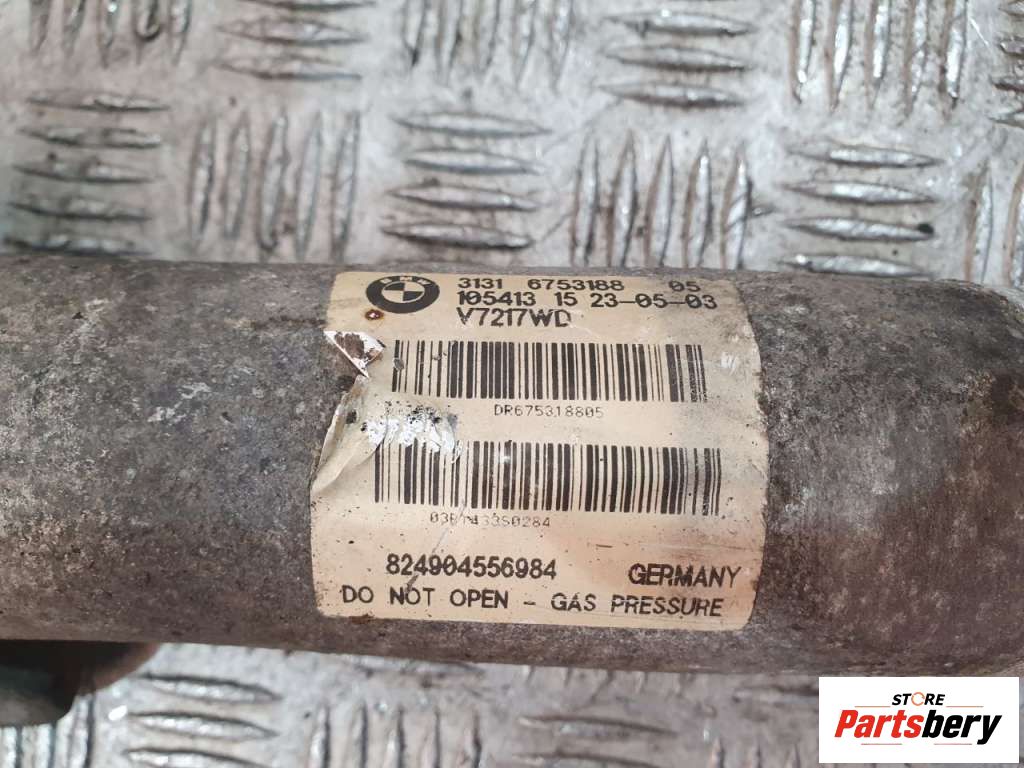 BMW
3131 6753188 05
105413 15 23-05-03
V7217WD
DR675318805
824904556984 GERMANY
DO NOT OPEN - GAS PRESSURE
STORE
Partsbery